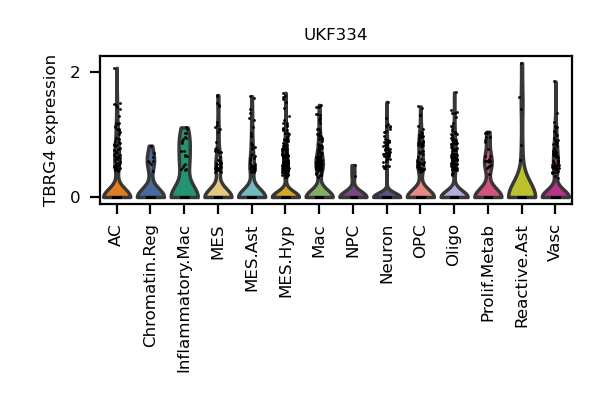 UKF334
TBRG4 expression
2
0
AC
Chromatin.Reg
Inflammatory.Mac
MES
MES.Ast
MES.Hyp
Mac
NPC
Neuron
OPC
Oligo
Prolif.Metab
Reactive.Ast
Vasc